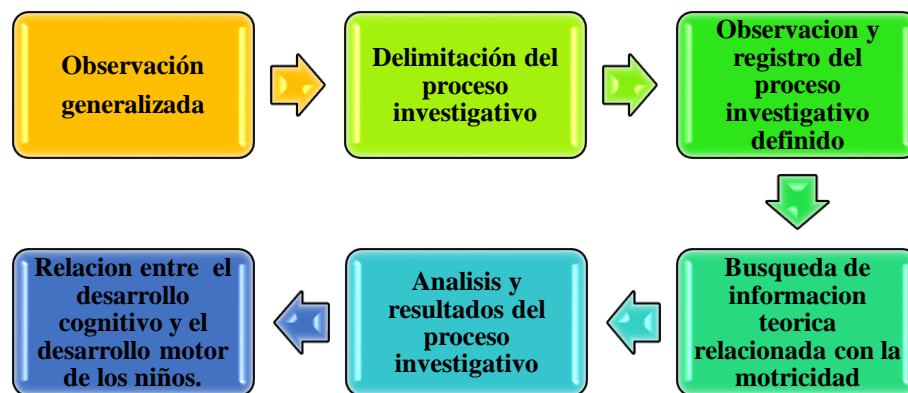 Observación
generalizada
Delimitación del
proceso
investigativo
Observacion y
registro del
proceso
investigativo
definido
Busqueda de
informacion
teorica
relacionada con la
motricidad
Analisis y
resultados del
proceso
investigativo
Relacion entre el
desarrollo
cognitivo y el
desarrollo motor
de los niños.